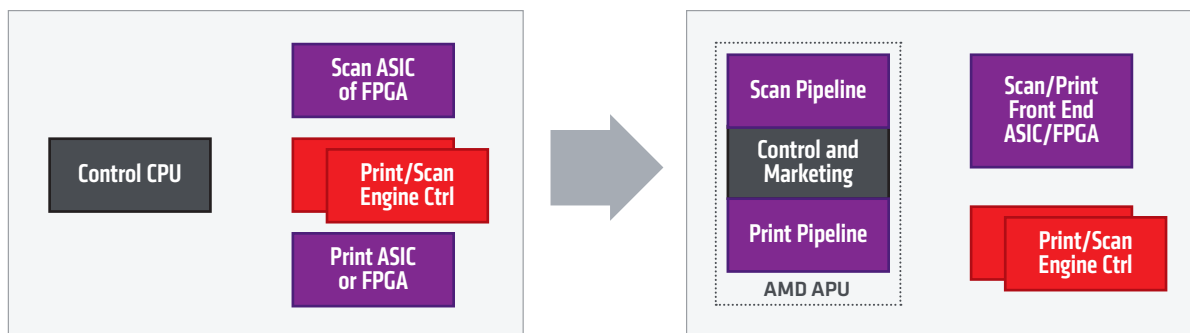 Control CPU
Scan ASIC
of FPGA
Print/Scan
Engine Ctrl
Print ASIC
or FPGA
Scan Pipeline
Control and
Marketing
Print Pipeline
AMD APU
Scan/Print
Front End
ASIC/FPGA
Print/Scan
Engine Ctrl